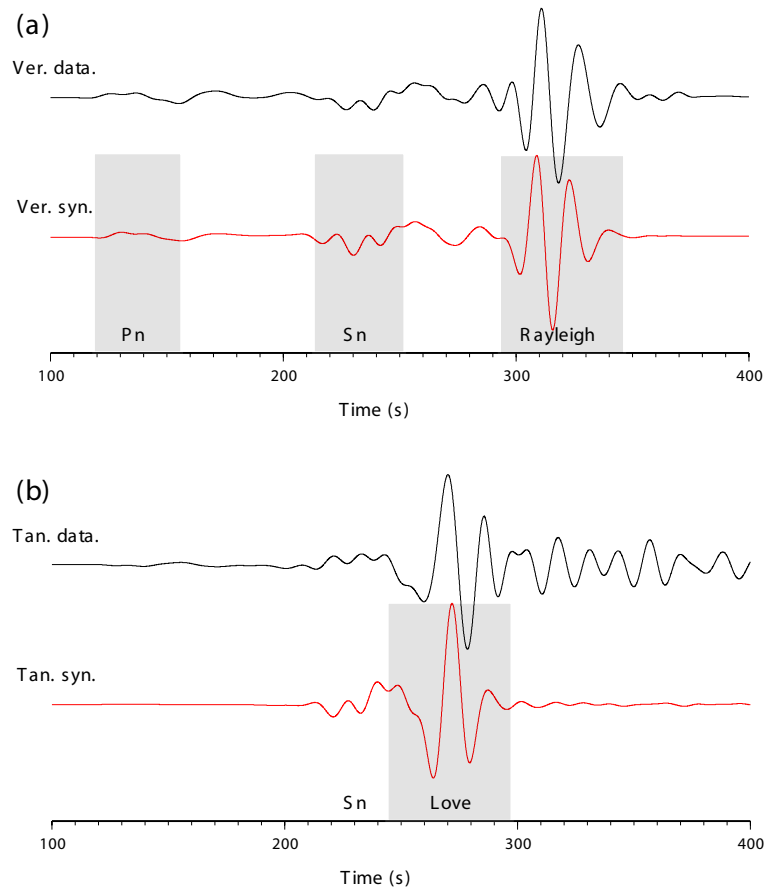 (a)
Ver. data.
Ver. syn.
Pn Sn Rayleigh
100 200 300 400
Time (s)
(b)
Tan. data.
Tan. syn.
Sn Love
100 200 300 400
Time (s)